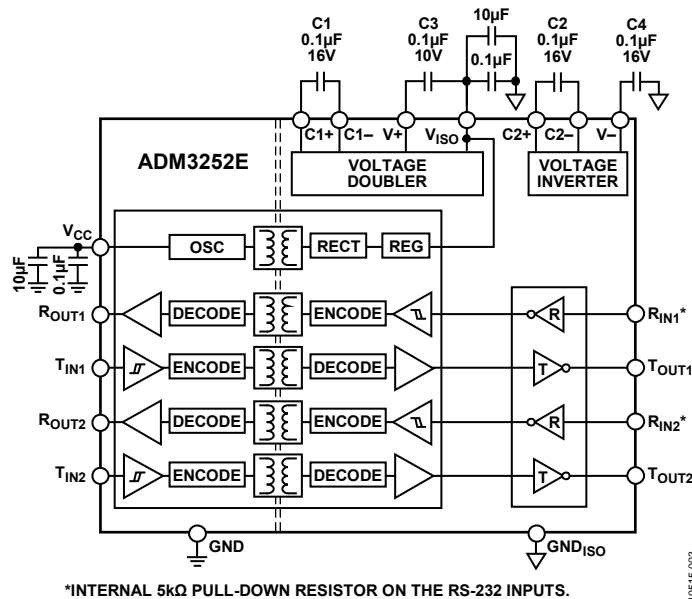 C1
0.1µF
16V
C3
0.1µF
10V
10µF
0.1µF
C2
0.1µF
16V
C4
0.1µF
16V
C1+
C1–
V+
VISO
C2+
C2–
V–
ADM3252E
VOLTAGE
DOUBLER
VOLTAGE
INVERTER
VCC
10µF
0.1µF
OSC
RECT
REG
ROUT1
DECODE
ENCODE
R
RIN1*
TIN1
ENCODE
DECODE
T
TOUT1
ROUT2
DECODE
ENCODE
R
RIN2*
TIN2
ENCODE
DECODE
T
TOUT2
GND
GNDISO
*INTERNAL 5kΩ PULL-DOWN RESISTOR ON THE RS-232 INPUTS.